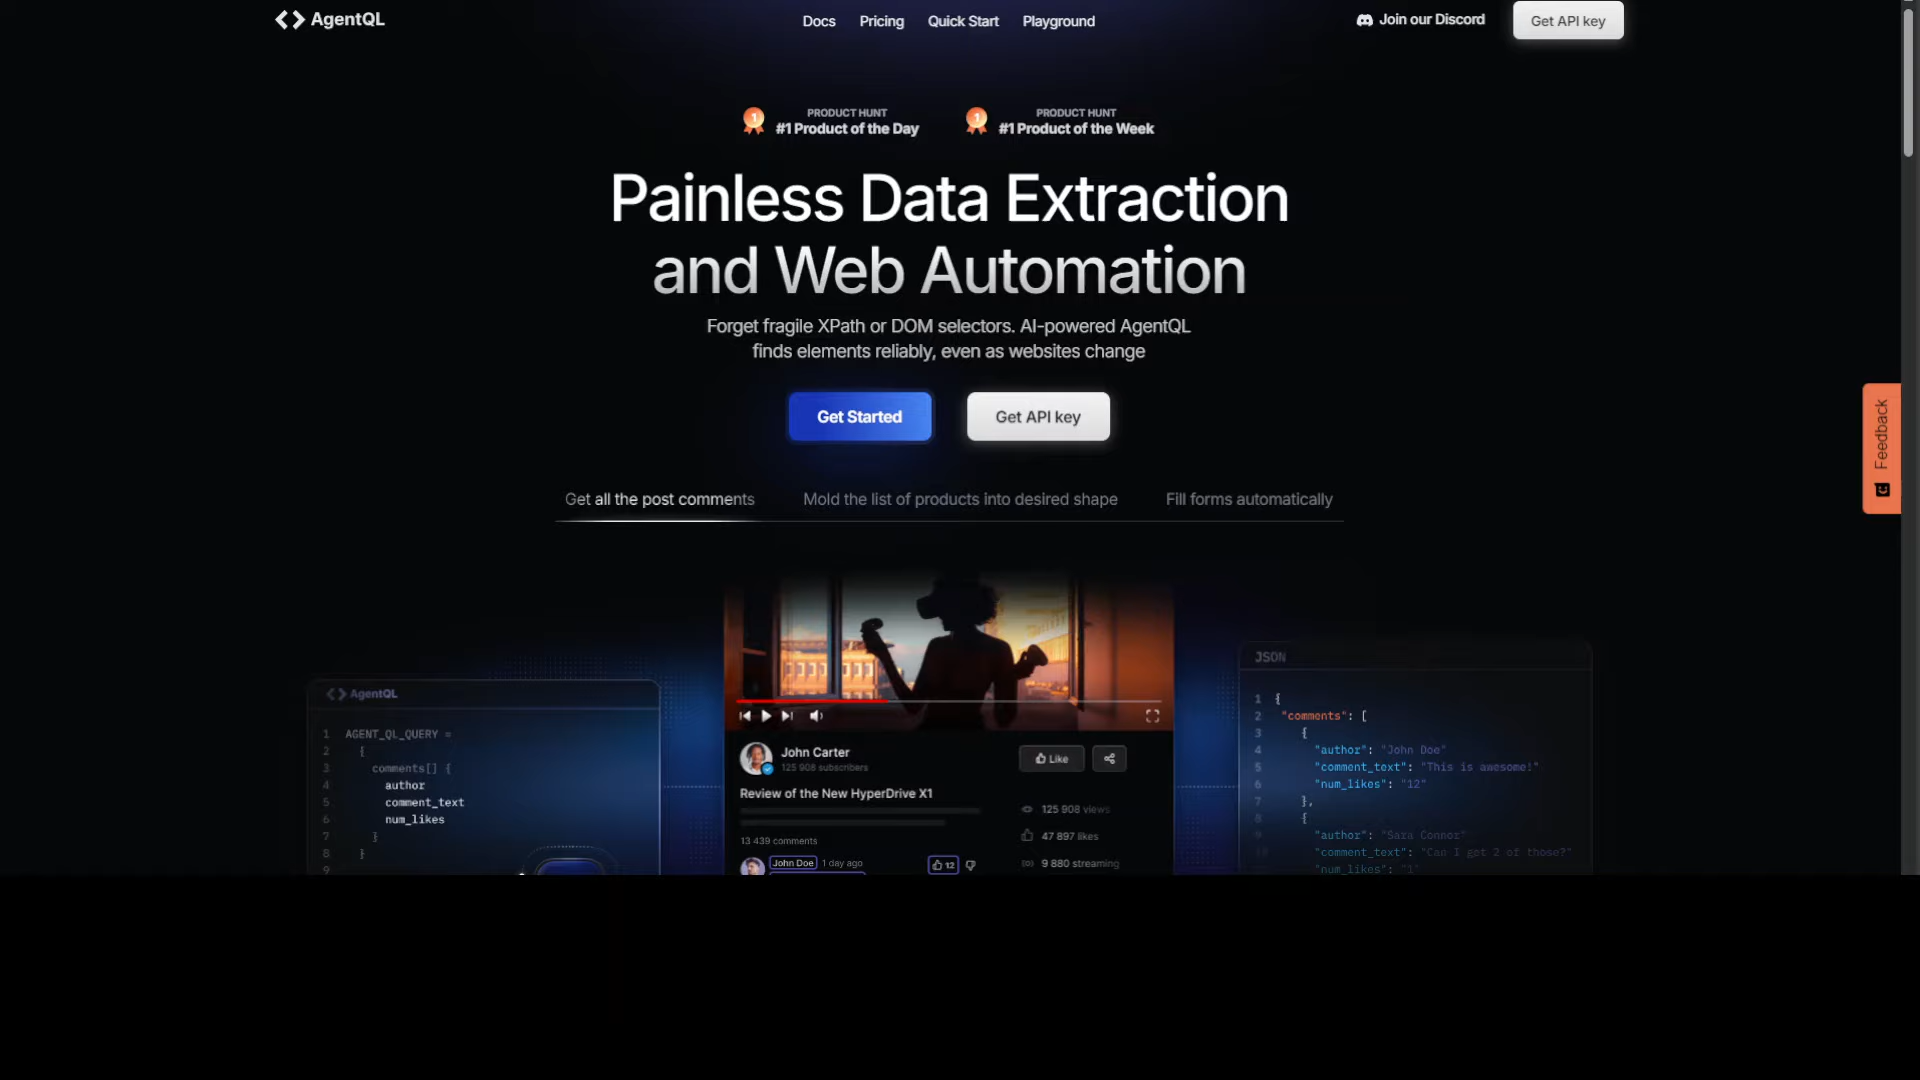 AgentQL
Docs
Pricing
Quick Start
Playground
Join our Discord
Get API key
PRODUCT HUNT
#1 Product of the Day
PRODUCT HUNT
#1 Product of the Week
Painless Data Extraction
and Web Automation
Forget fragile XPath or DOM selectors. AI-powered AgentQL
finds elements reliably, even as websites change
Get Started
Get API key
Feedback
Get all the post comments
Mold the list of products into desired shape
Fill forms automatically
AgentQL
1 AGENT_QL_QUERY =
2 {
3 comments[] {
4 author
5 comment_text
6 num_likes
7 }
8 }
9
John Carter
125 908 subscribers
Like
Review of the New HyperDrive X1
125 908 views
47 897 likes
9 880 streaming
13 439 comments
John Doe 1 day ago
12
JSON
1 {
2 "comments": [
3 {
4 "author": "John Doe"
5 "comment_text": "This is awesome!"
6 "num_likes": "12"
7 },
8 {
9 "author": "Sara Connor"
10 "comment_text": "Can I get 2 of those?"
"num_likes": "1"